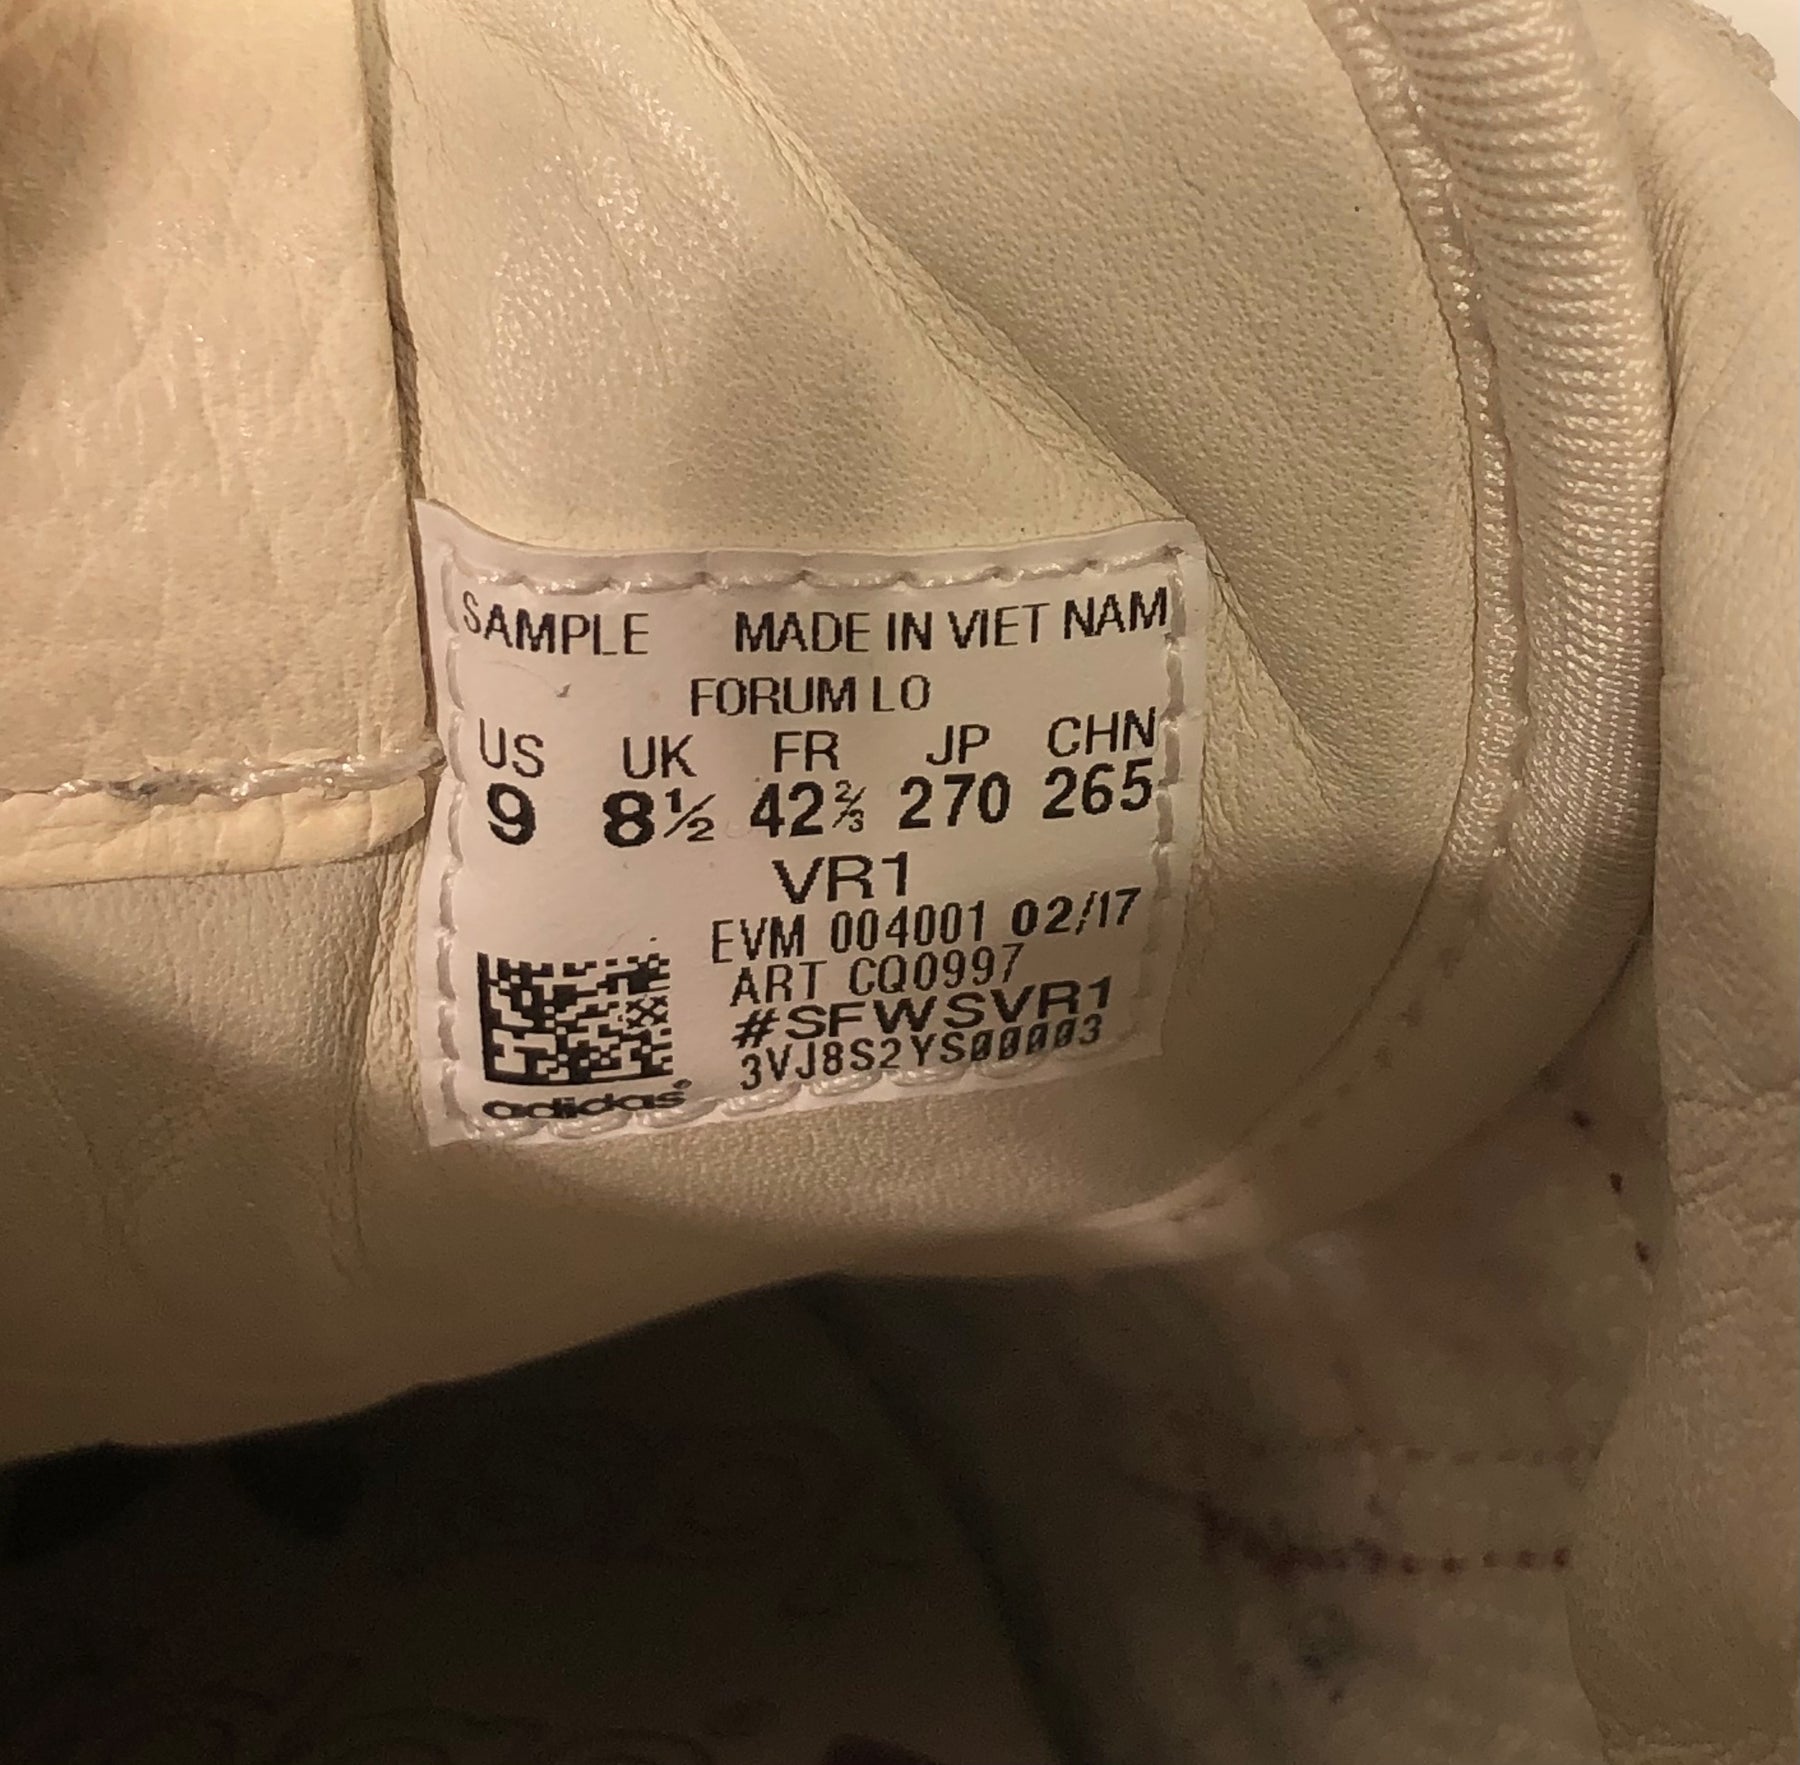 SAMPLE MADE IN VIET NAM
FORUM LO
US UK FR JP CHN
9 8½ 42⅔ 270 265
VR1
EVM 004001 02/17
ART CQ0997
#SFWSVR1
3VJ8S2YS00003
adidas®